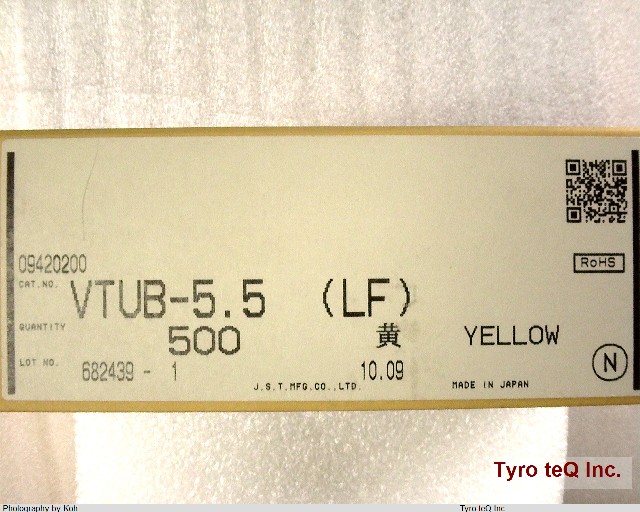 09420200
CAT.NO. VTUB-5.5 (LF)
RoHS
QUANTITY 500 黄 YELLOW
N
LOT NO. 682439 - 1 10.09
J.S.T.MFG.CO.,LTD. MADE IN JAPAN
Tyro teQ Inc.
Photography by Koh Tyro teQ Inc